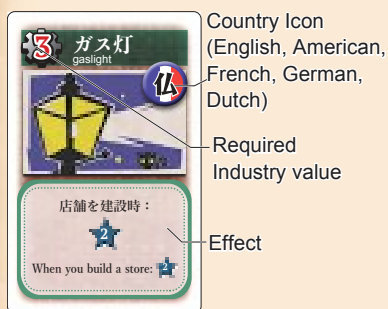 3 ガス灯
gaslight
仏
店舗を建設時：
2
When you build a store: 2
Country Icon
(English, American,
French, German,
Dutch)
Required
Industry value
Effect